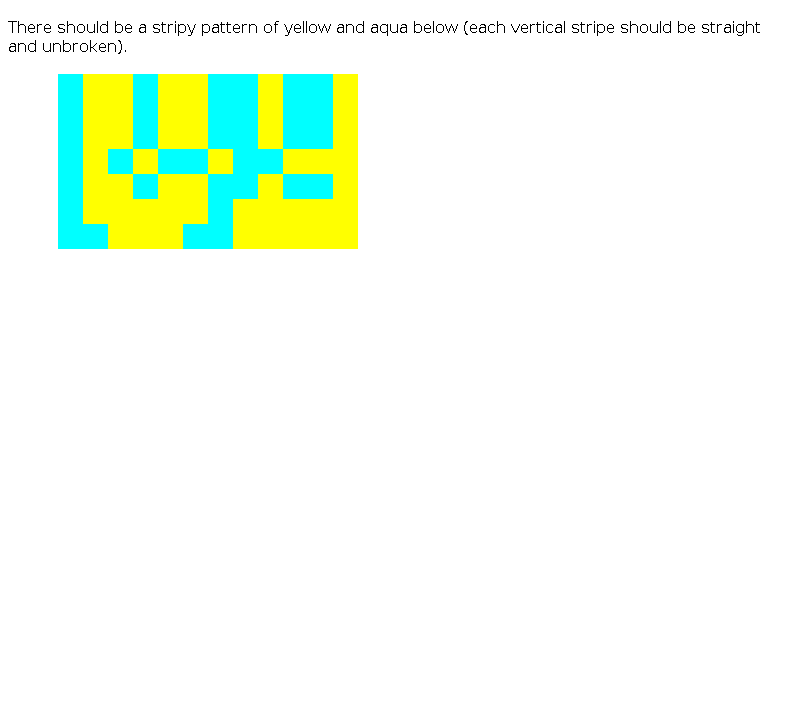 There should be a stripy pattern of yellow and aqua below (each vertical stripe should be straight
and unbroken).